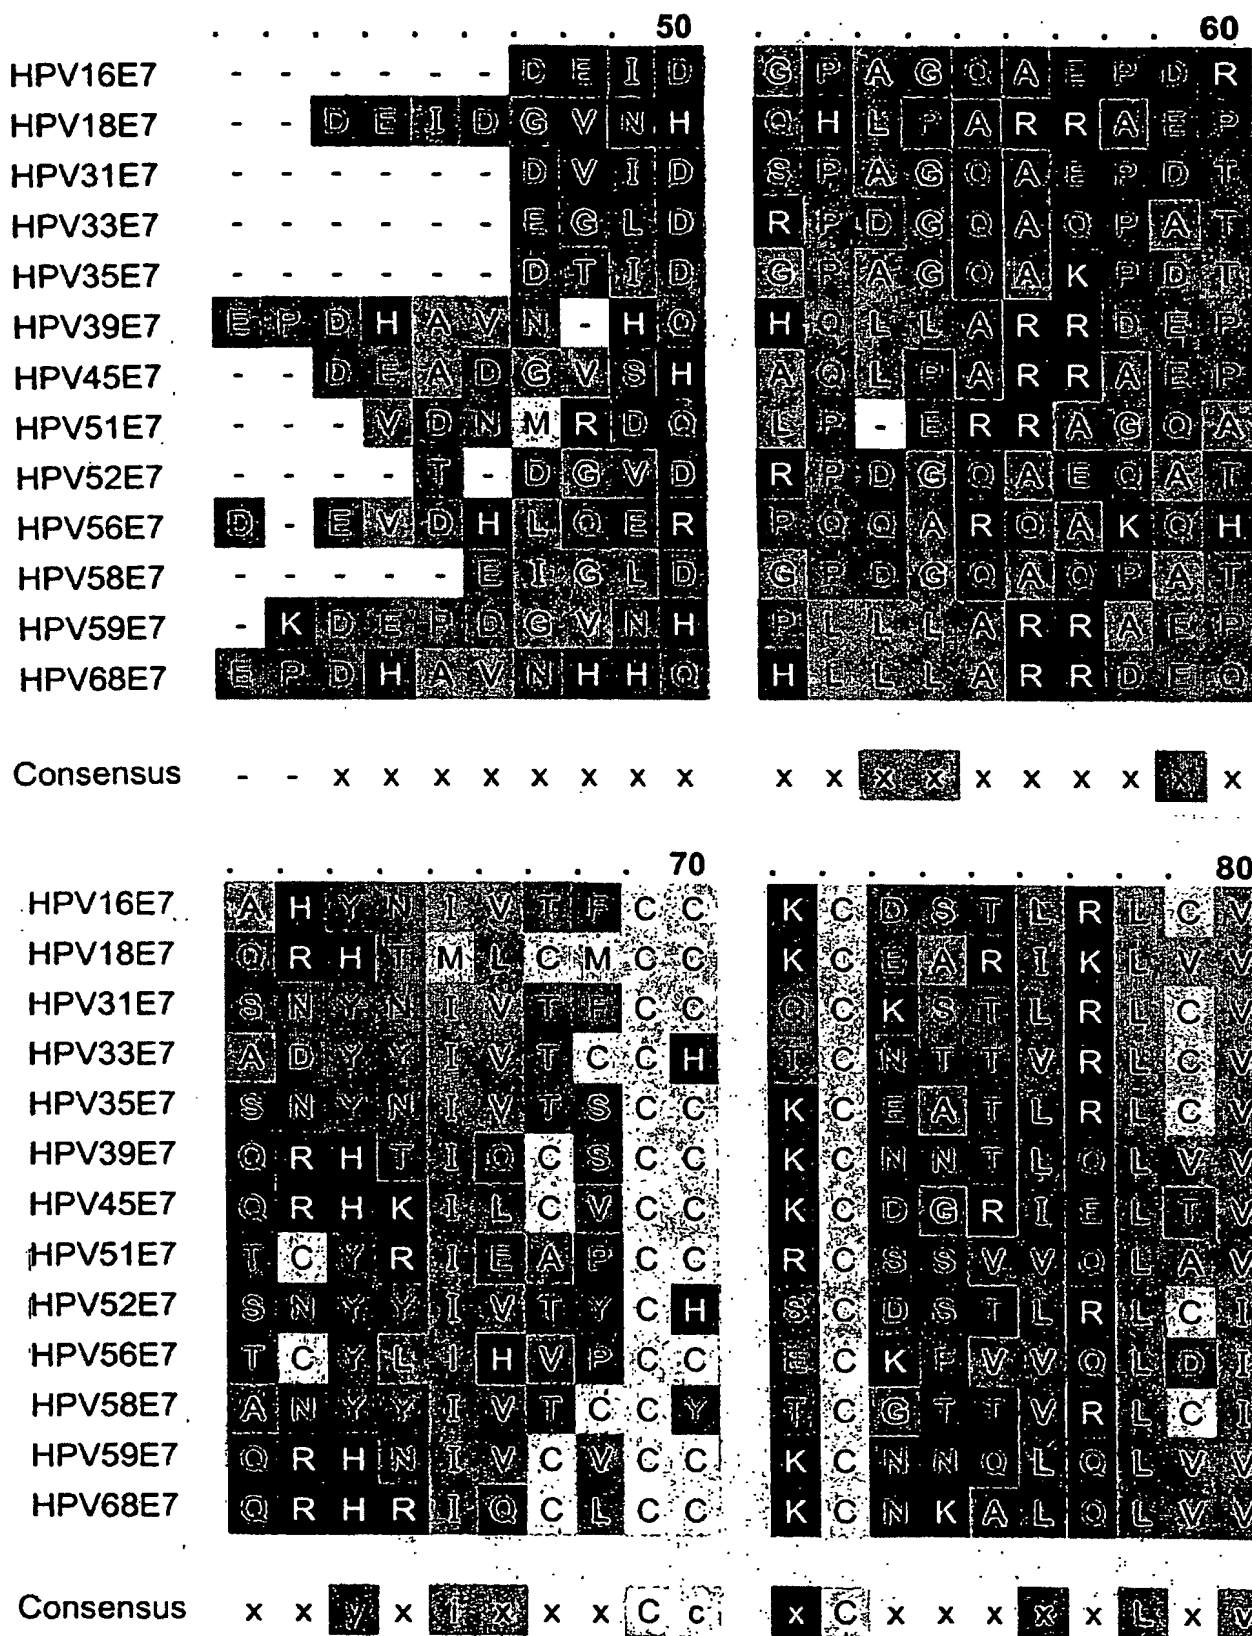 50 60
HPV16E7 - - - - - - D E I D G P A G Q A E P D R
HPV18E7 - - D E I D G V N H Q H L P A R R A E P
HPV31E7 - - - - - - D V I D S P A G Q A E P D T
HPV33E7 - - - - - - E G L D R P D G Q A Q P A T
HPV35E7 - - - - - - D T I D G P A G Q A K P D T
HPV39E7 E P D H A V N - H Q H Q L L A R R D E P
HPV45E7 - - D E A D G V S H A Q L P A R R A E P
HPV51E7 - - - V D N M R D Q L P - E R R A G Q A
HPV52E7 - - - - T - D G V D R P D G Q A E Q A T
HPV56E7 D - E V D H L Q E R P Q Q A R Q A K Q H
HPV58E7 - - - - - E I G L D G P D G Q A Q P A T
HPV59E7 - K D E P D G V N H P L L L A R R A E P
HPV68E7 E P D H A V N H H Q H L L L A R R D E Q
Consensus - - x x x x x x x x x x x x x x x x x x
70 80
HPV16E7 A H Y N I V T F C C K C D S T L R L C V
HPV18E7 Q R H T M L C M C C K C E A R I K L V V
HPV31E7 S N Y N I V T F C C Q C K S T L R L C V
HPV33E7 A D Y Y I V T C C H T C N T T V R L C V
HPV35E7 S N Y N I V T S C C K C E A T L R L C V
HPV39E7 Q R H T I Q C S C C K C N N T L Q L V V
HPV45E7 Q R H K I L C V C C K C D G R I E L T V
HPV51E7 T C Y R I E A P C C R C S S V V Q L A V
HPV52E7 S N Y Y I V T Y C H S C D S T L R L C I
HPV56E7 T C Y L I H V P C C E C K F V V Q L D I
HPV58E7 A N Y Y I V T C C Y T C G T T V R L C I
HPV59E7 Q R H N I V C V C C K C N N Q L Q L V V
HPV68E7 Q R H R I Q C L C C K C N K A L Q L V V
Consensus x x y x I x x x C c x C x x x x x L x v